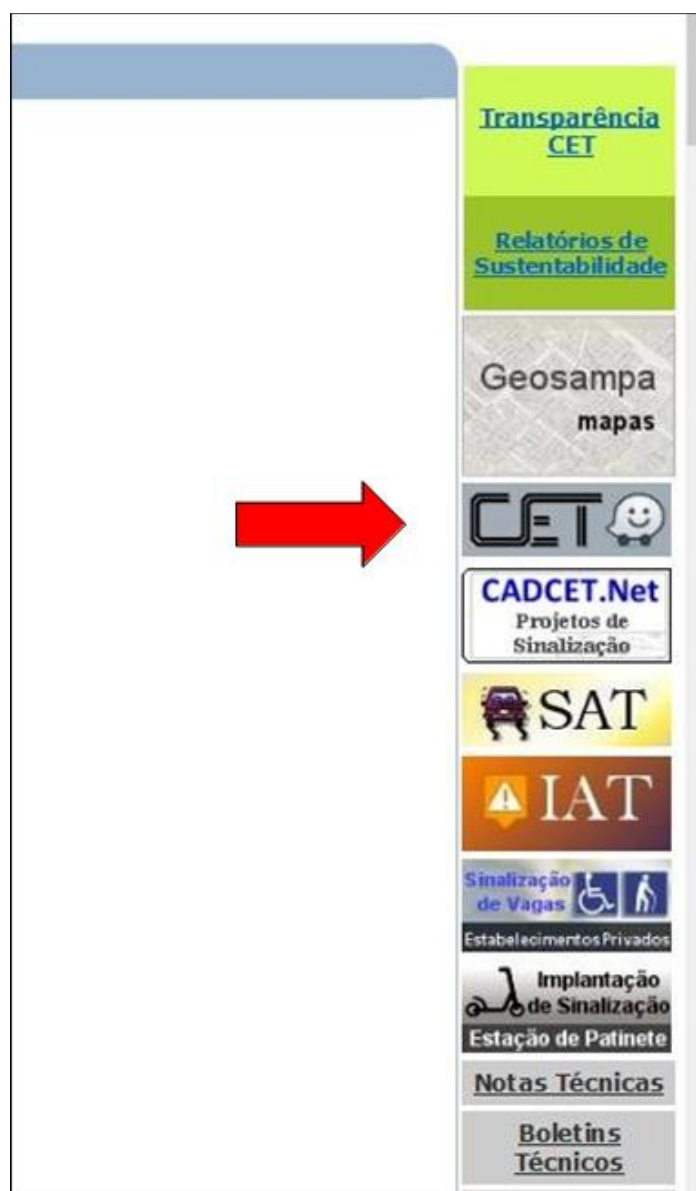 Transparência
CET
Relatórios de
Sustentabilidade
Geosampa
mapas
CET
CADCET.Net
Projetos de
Sinalização
SAT
IAT
Sinalização
de Vagas
Estabelecimentos Privados
Implantação
de Sinalização
Estação de Patinete
Notas Técnicas
Boletins
Técnicos